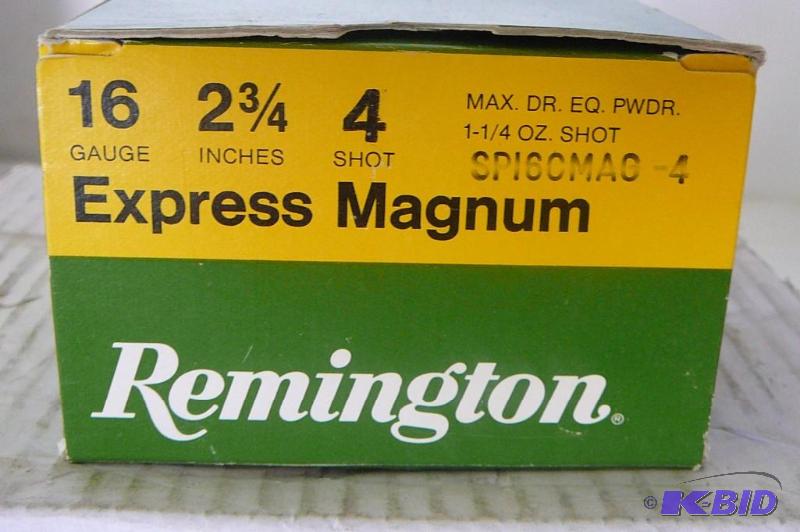 16 2¾ 4 MAX. DR. EQ. PWDR.
1-1/4 OZ. SHOT
GAUGE INCHES SHOT SP16CMAG -4
Express Magnum
Remington®
© K-BID